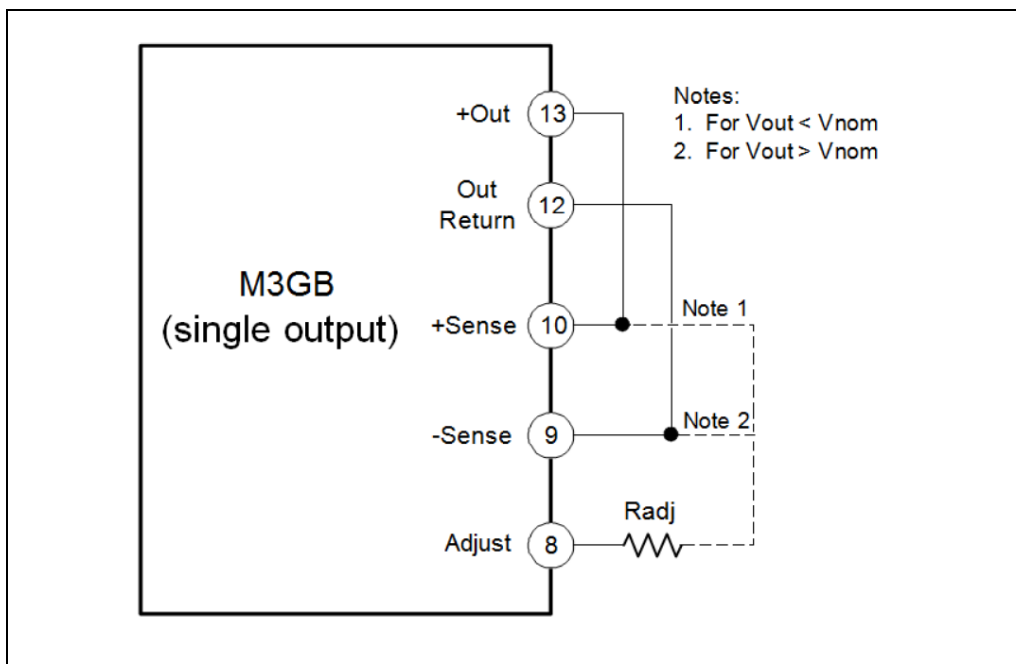 +Out 13
Notes:
1. For Vout < Vnom
2. For Vout > Vnom
Out
Return
12
M3GB
(single output)
+Sense 10
Note 1
-Sense 9
Note 2
Adjust 8
Radj